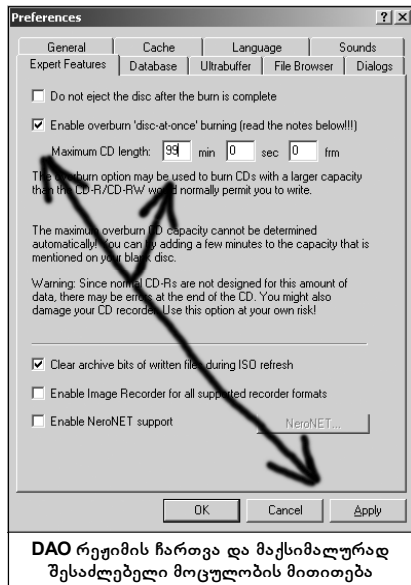 Preferences
General Cache Language Sounds
Expert Features Database Ultrabuffer File Browser Dialogs
Do not eject the disc after the burn is complete
Enable overburn 'disc-at-once' burning (read the notes below!!!)
Maximum CD length: 99 min 0 sec 0 frm
The overburn option may be used to burn CDs with a larger capacity
than the CD-R/CD-RW would normally permit you to write.
The maximum overburn CD capacity cannot be determined
automatically! You can try adding a few minutes to the capacity that is
mentioned on your blank disc.
Warning: Since normal CD-Rs are not designed for this amount of
data, there may be errors at the end of the CD. You might also
damage your CD recorder. Use this option at your own risk!
Clear archive bits of written files during ISO refresh
Enable Image Recorder for all supported recorder formats
Enable NeroNET support NeroNET...
OK Cancel Apply
DAO რეჟიმის ჩართვა და მაქსიმალურად
შესაძლებელი მოცულობის მითითება